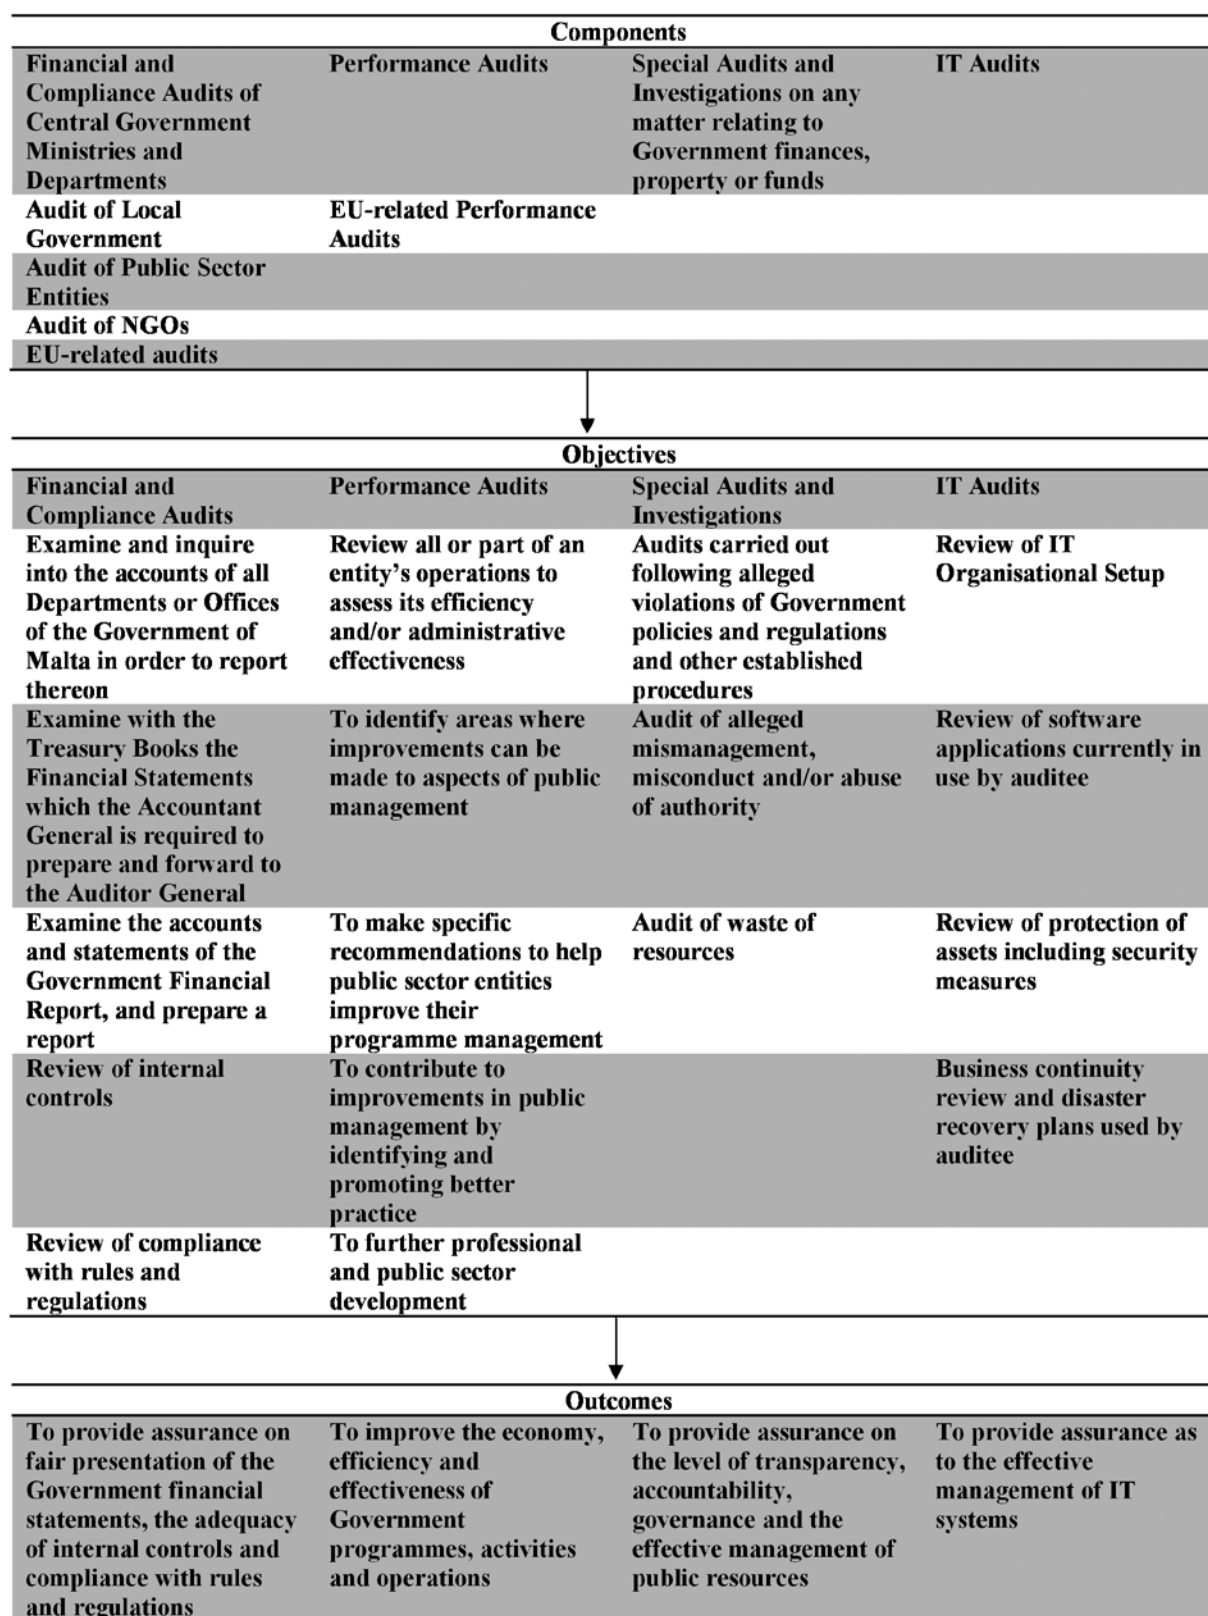 Components
Financial and
Compliance Audits of
Central Government
Ministries and
Departments
Performance Audits
Special Audits and
Investigations on any
matter relating to
Government finances,
property or funds
IT Audits
Audit of Local
Government
EU-related Performance
Audits
Audit of Public Sector
Entities
Audit of NGOs
EU-related audits
Objectives
Financial and
Compliance Audits
Performance Audits
Special Audits and
Investigations
IT Audits
Examine and inquire
into the accounts of all
Departments or Offices
of the Government of
Malta in order to report
thereon
Review all or part of an
entity's operations to
assess its efficiency
and/or administrative
effectiveness
Audits carried out
following alleged
violations of Government
policies and regulations
and other established
procedures
Review of IT
Organisational Setup
Examine with the
Treasury Books the
Financial Statements
which the Accountant
General is required to
prepare and forward to
the Auditor General
To identify areas where
improvements can be
made to aspects of public
management
Audit of alleged
mismanagement,
misconduct and/or abuse
of authority
Review of software
applications currently in
use by auditee
Examine the accounts
and statements of the
Government Financial
Report, and prepare a
report
To make specific
recommendations to help
public sector entities
improve their
programme management
Audit of waste of
resources
Review of protection of
assets including security
measures
Review of internal
controls
To contribute to
improvements in public
management by
identifying and
promoting better
practice
Business continuity
review and disaster
recovery plans used by
auditee
Review of compliance
with rules and
regulations
To further professional
and public sector
development
Outcomes
To provide assurance on
fair presentation of the
Government financial
statements, the adequacy
of internal controls and
compliance with rules
and regulations
To improve the economy,
efficiency and
effectiveness of
Government
programmes, activities
and operations
To provide assurance on
the level of transparency,
accountability,
governance and the
effective management of
public resources
To provide assurance as
to the effective
management of IT
systems